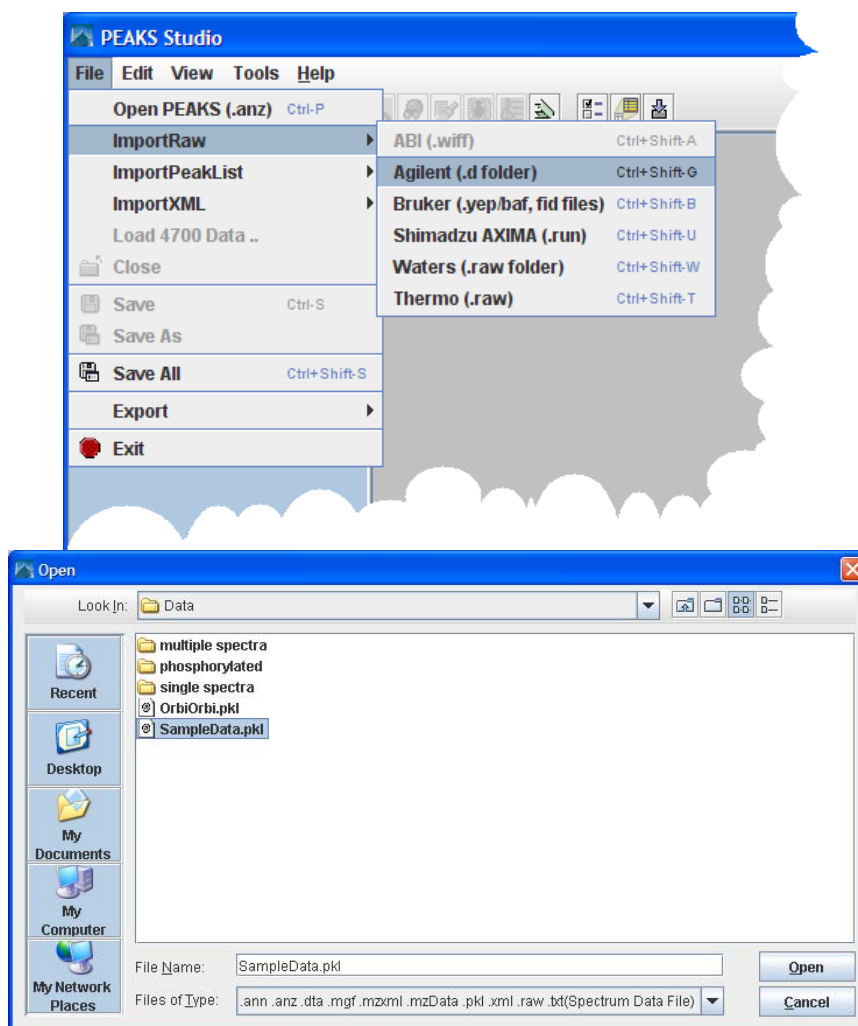 PEAKS Studio
File Edit View Tools Help
Open PEAKS (.anz) Ctrl-P
ImportRaw
ABI (.wiff) Ctrl+Shift-A
ImportPeakList
Agilent (.d folder) Ctrl+Shift-G
ImportXML
Bruker (.yep/baf, fid files) Ctrl+Shift-B
Load 4700 Data ..
Shimadzu AXIMA (.run) Ctrl+Shift-U
Close
Waters (.raw folder) Ctrl+Shift-W
Save Ctrl-S
Thermo (.raw) Ctrl+Shift-T
Save As
Save All Ctrl+Shift-S
Export
Exit
Open
Look In: Data
multiple spectra
phosphorylated
single spectra
OrbiOrbi.pkl
SampleData.pkl
Recent
Desktop
My
Documents
My
Computer
My Network
Places
File Name: SampleData.pkl Open
Files of Type: .ann .anz .dta .mgf .mzxml .mzData .pkl .xml .raw .txt(Spectrum Data File) Cancel